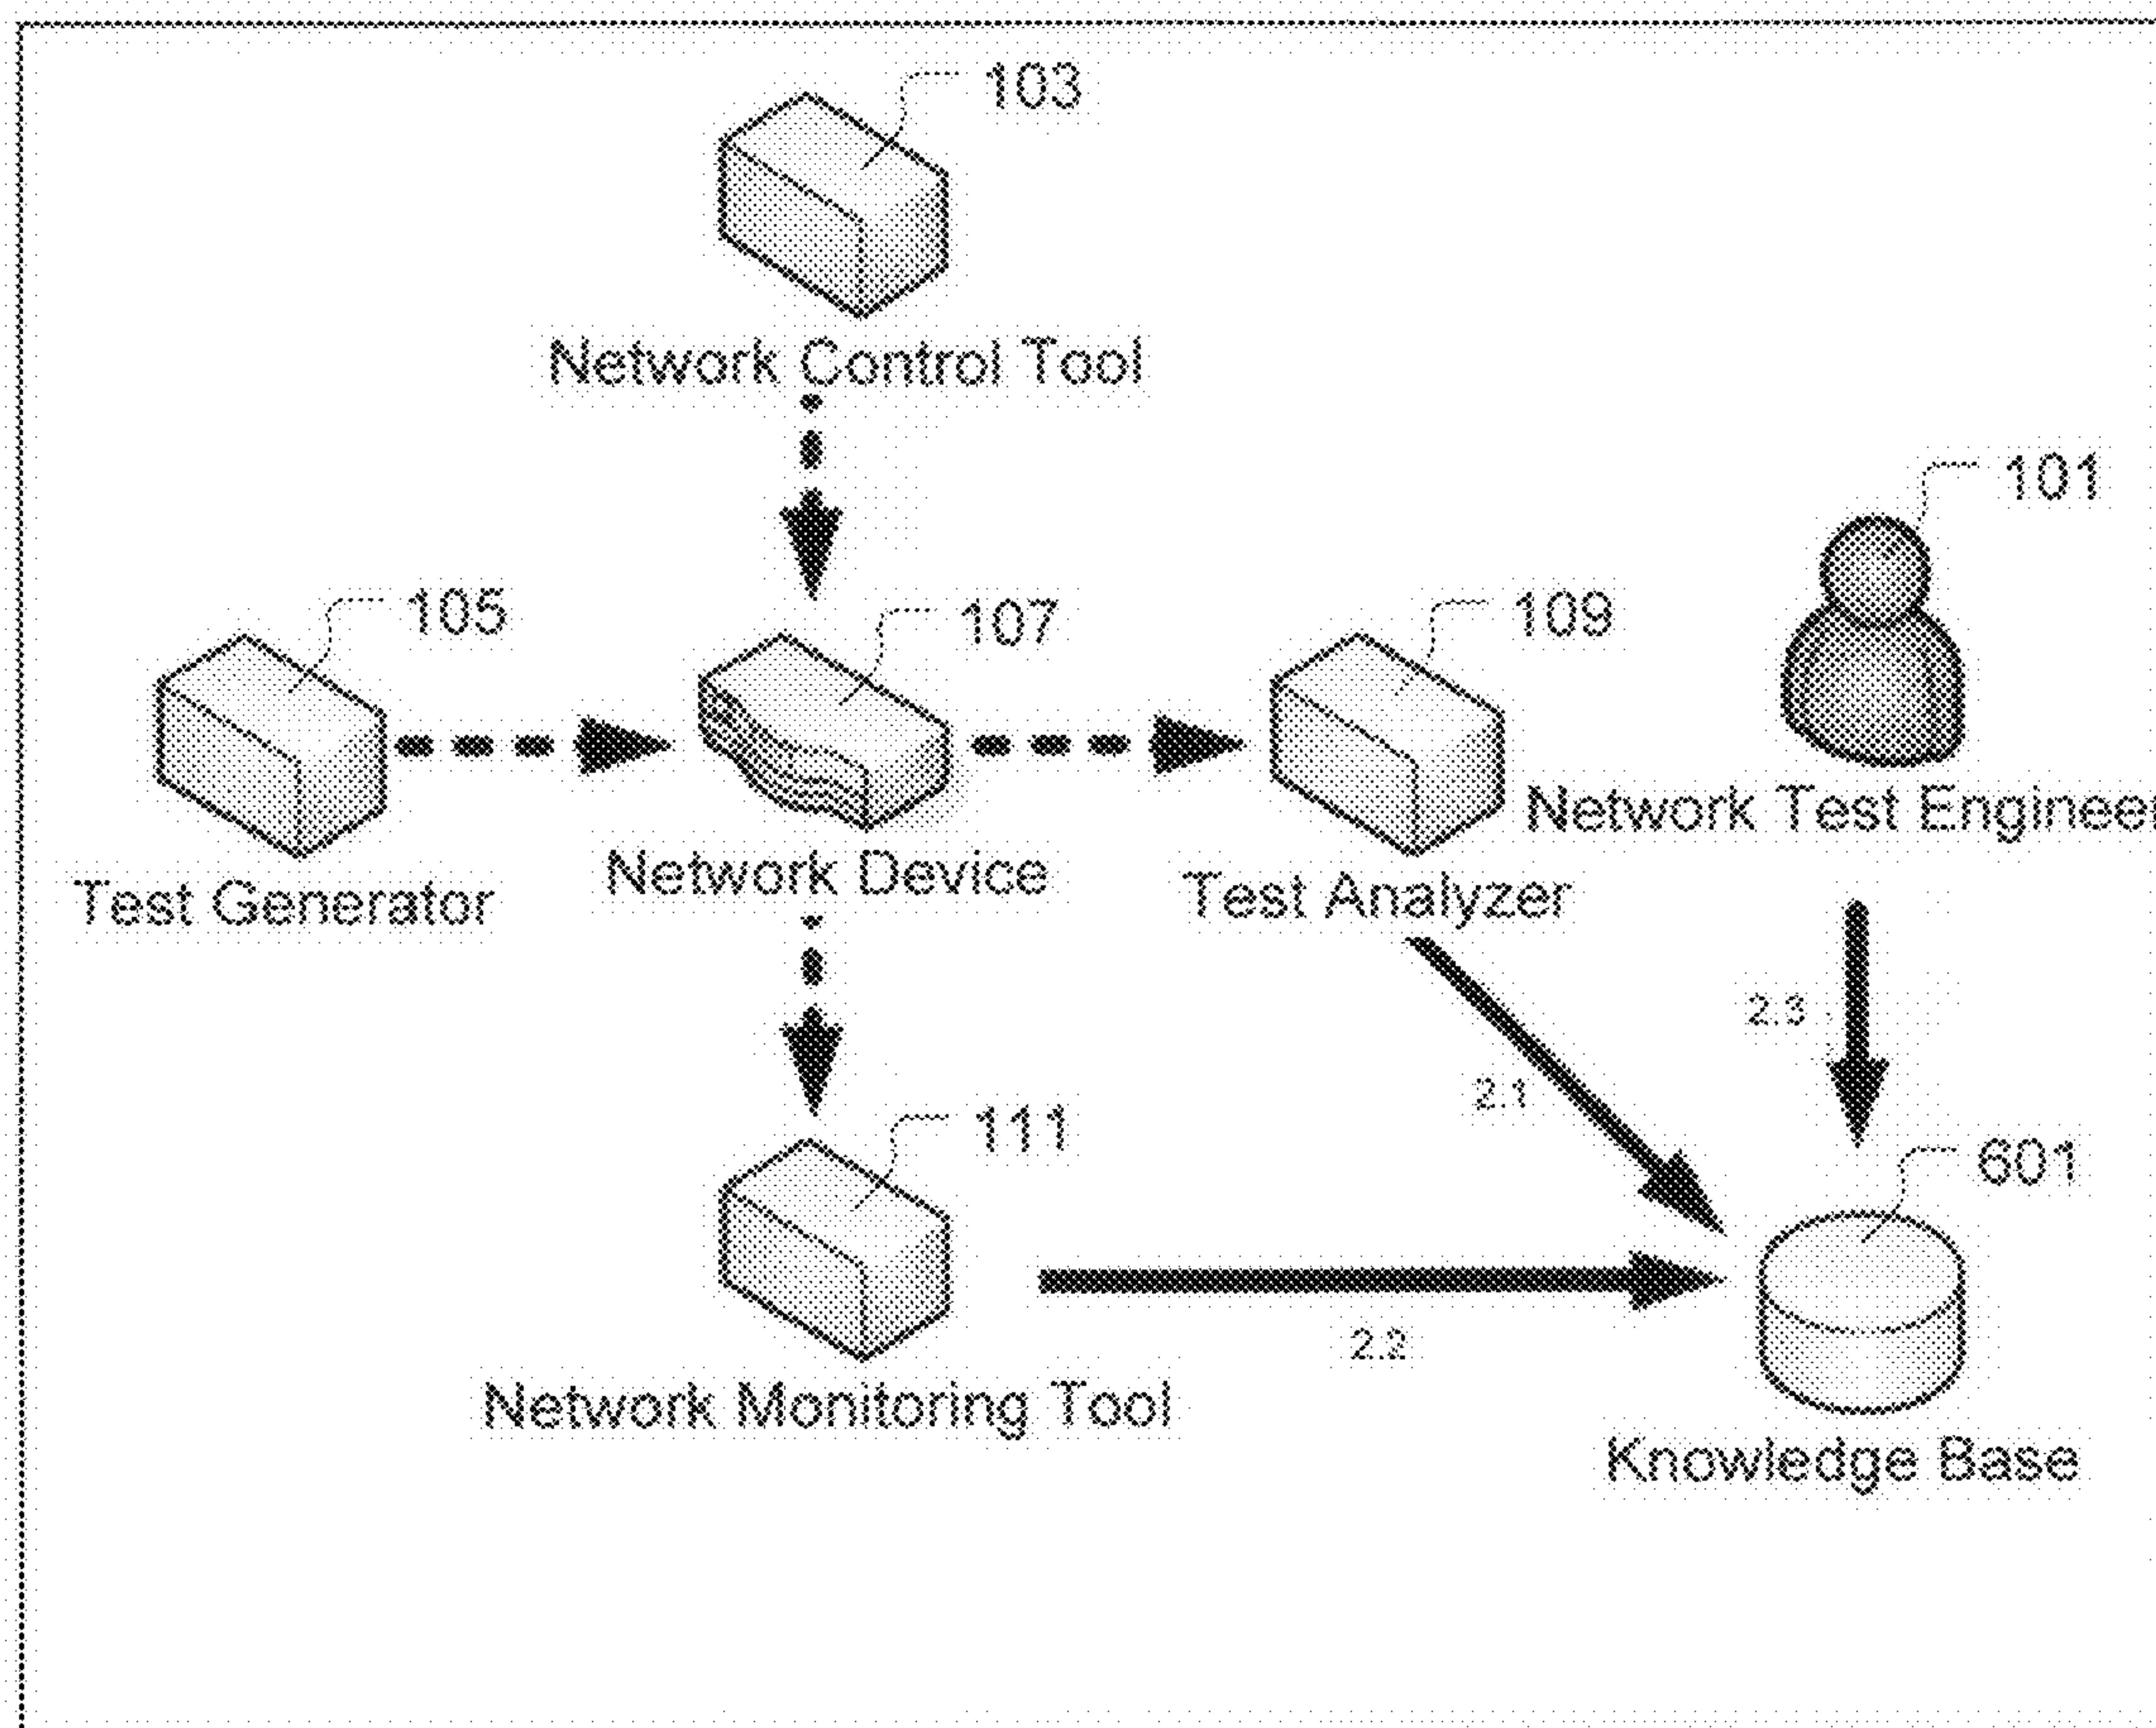 103
Network Control Tool
101
105
107
109
Network Test Engineer
Network Device
Test Generator
Test Analyzer
2.3
2.1
111
601
2.2
Network Monitoring Tool
Knowledge Base